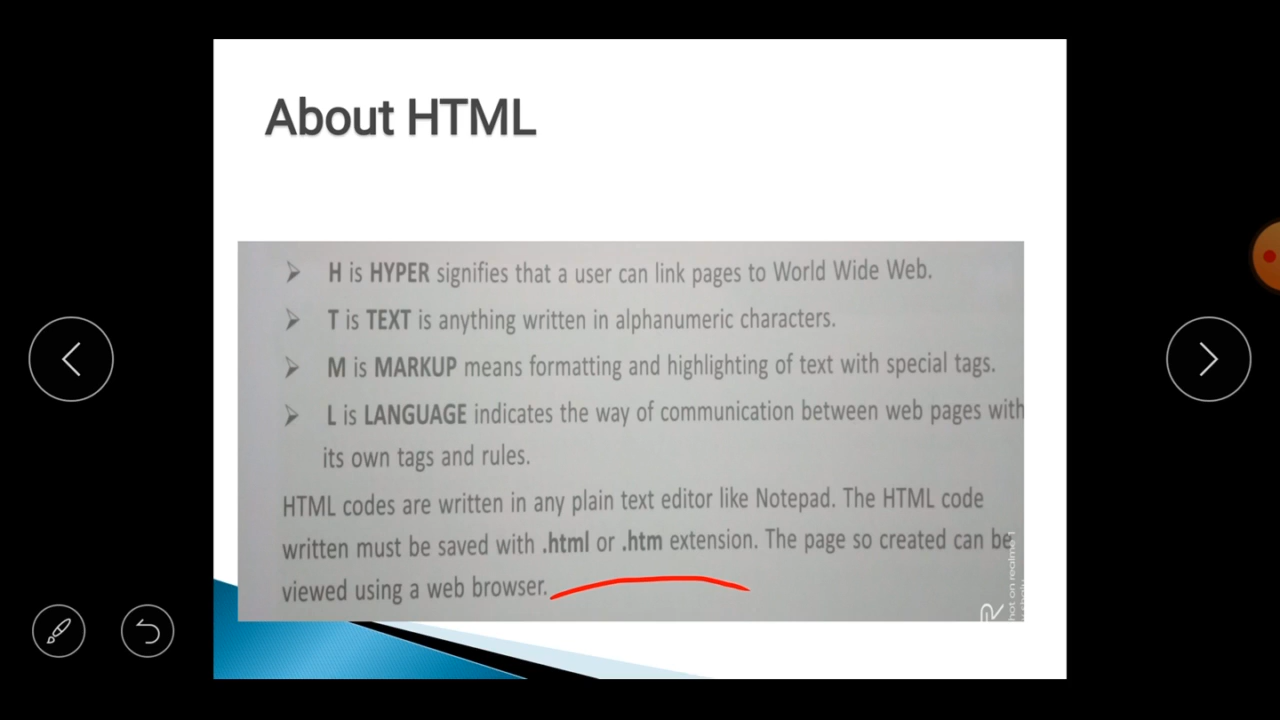 About HTML
H is HYPER signifies that a user can link pages to World Wide Web.
T is TEXT is anything written in alphanumeric characters.
M is MARKUP means formatting and highlighting of text with special tags.
L is LANGUAGE indicates the way of communication between web pages with
its own tags and rules.
HTML codes are written in any plain text editor like Notepad. The HTML code
written must be saved with .html or .htm extension. The page so created can be
viewed using a web browser.
hot on realme